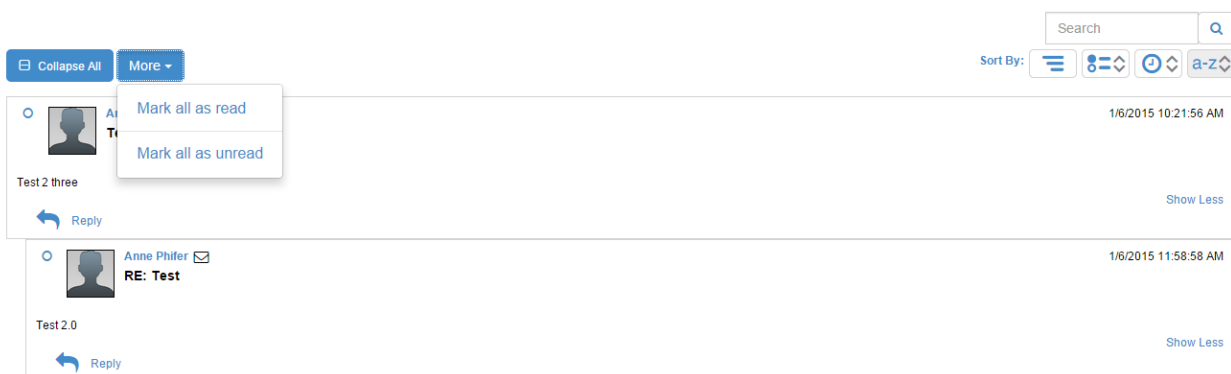 Search
Collapse All More Sort By: a-z
Mark all as read
1/6/2015 10:21:56 AM
Mark all as unread
Test 2 three
Show Less
Reply
Anne Phifer 1/6/2015 11:58:58 AM
RE: Test
Test 2.0
Show Less
Reply